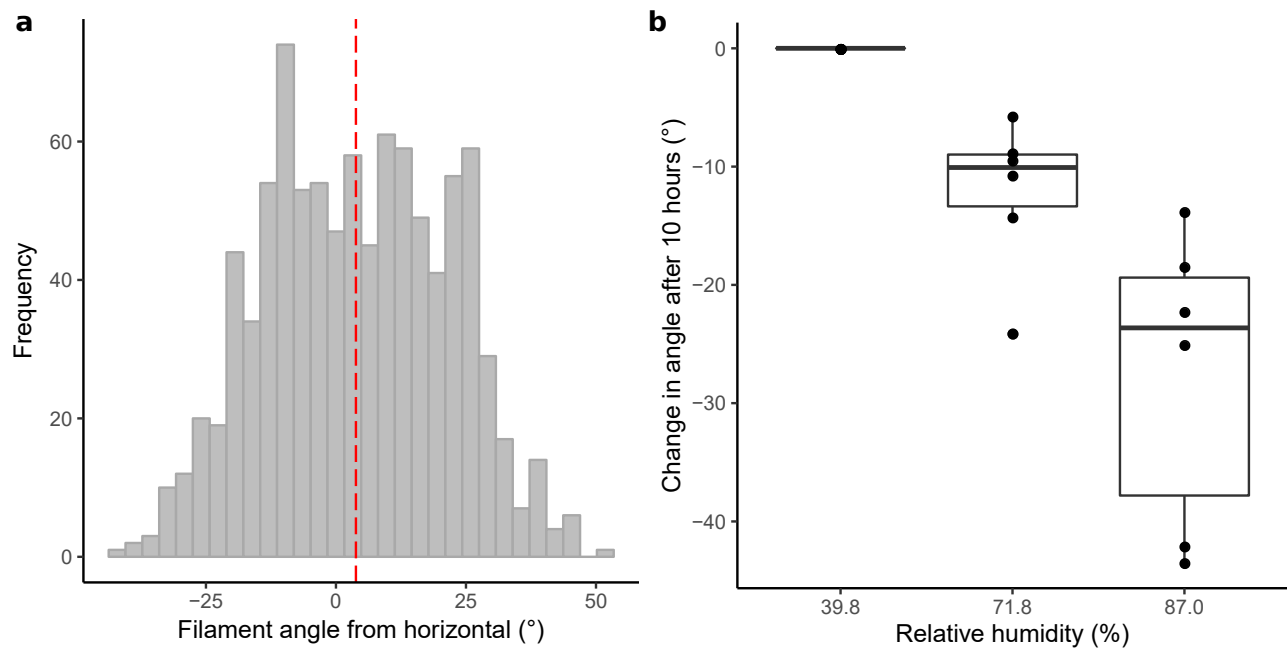 a
60
40
20
0
Frequency
−25
0
25
50
Filament angle from horizontal (°)
b
0
−10
−20
−30
−40
Change in angle after 10 hours (°)
39.8
71.8
87.0
Relative humidity (%)